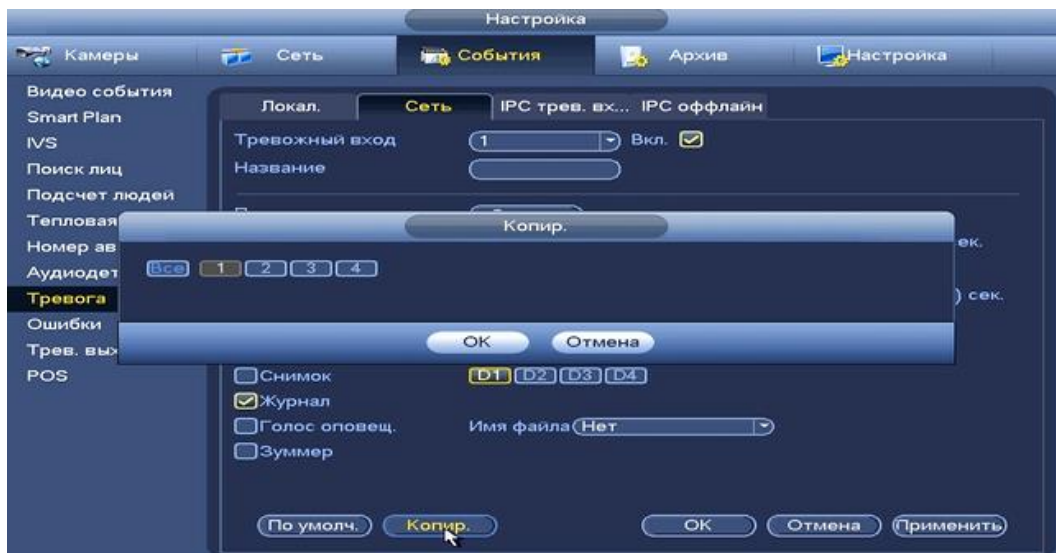 Настройка
Камеры Сеть События Архив Настройка
Видео события
Smart Plan
IVS
Поиск лиц
Подсчет людей
Тепловая
Номер ав
Аудиодет
Тревога
Ошибки
Трев. вых
POS
Локал. Сеть IPC трев. вх... IPC оффлайн
Тревожный вход 1 Вкл.
Название
Копир.
ек.
Все 1 2 3 4
) сек.
ОК Отмена
Снимок D1 D2 D3 D4
Журнал
Голос оповещ. Имя файла Нет
Зуммер
По умолч. Копир. ОК Отмена Применить